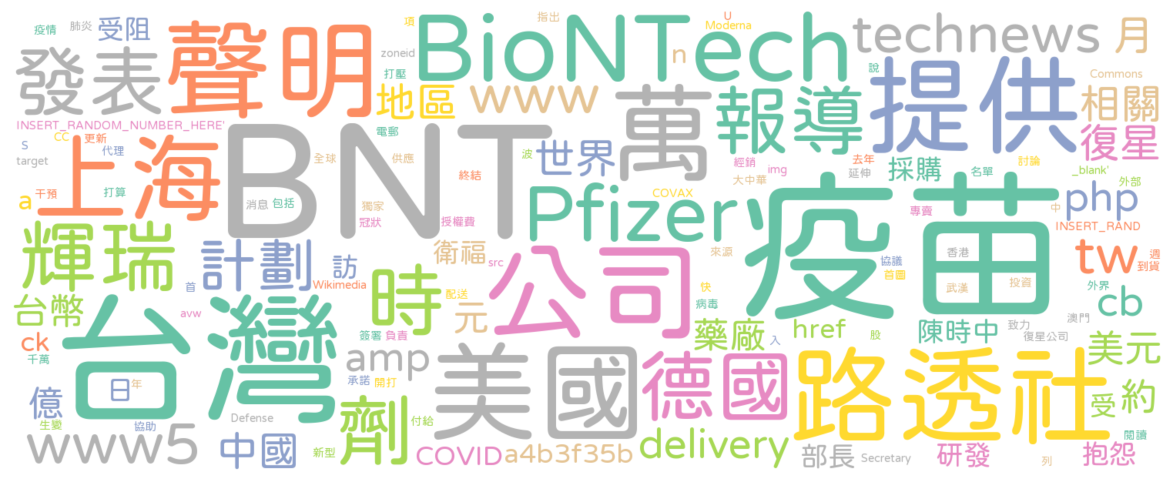 疫情
肺炎
受阻
聲明
BioNTech
塔
指出
U
Moderna
technews
月
zoneid
打壓
n
說
Commons
發表
地區
www
萬
報導
提供
相關
INSERT_RANDOM_NUMBER_HERE'
CC
更新
電郵
復星
S
代理
target
上海
BNT
全球
供應
波
世界
經銷
img
去年
延伸
採購
名單
討論
_blank'
外部
終結
大中華
a
干預
打算
消息
包括
獨家
冠狀
授權費
COVAX
Pfizer
疫苗
專賣
中
php
INSERT_RAND
輝瑞
計劃
訪
衛福
來源
香港
tw
週
到貨
src
公司
協議
首圖
Wikimedia
時
配送
快
病毒
武漢
投資
外界
cb
台幣
首
avw
簽署
負責
元
藥廠
入
href
股
陳時中
致力
復星公司
澳門
ck
千萬
台灣
日
年
amp
承諾
開打
美國
德國
路透社
美元
億
生變
協助
Defense
劑
付給
受
約
www5
中國
新型
COVID
a4b3f35b
delivery
部長
Secretary
研發
列
抱怨
閱讀